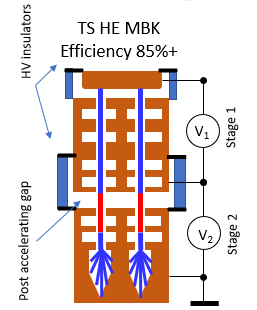 TS HE MBK
Efficiency 85%+
HV insulators
Post accelerating gap
V1
Stage 1
V2
Stage 2